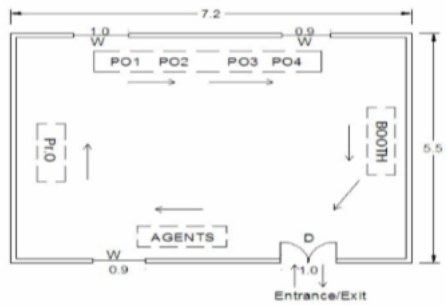 7.2
1.0 0.9
W W
PO1 PO2 PO3 PO4
Pr.O
BOOTH
5.5
AGENTS
D
W
0.9 1.0
Entrance/Exit